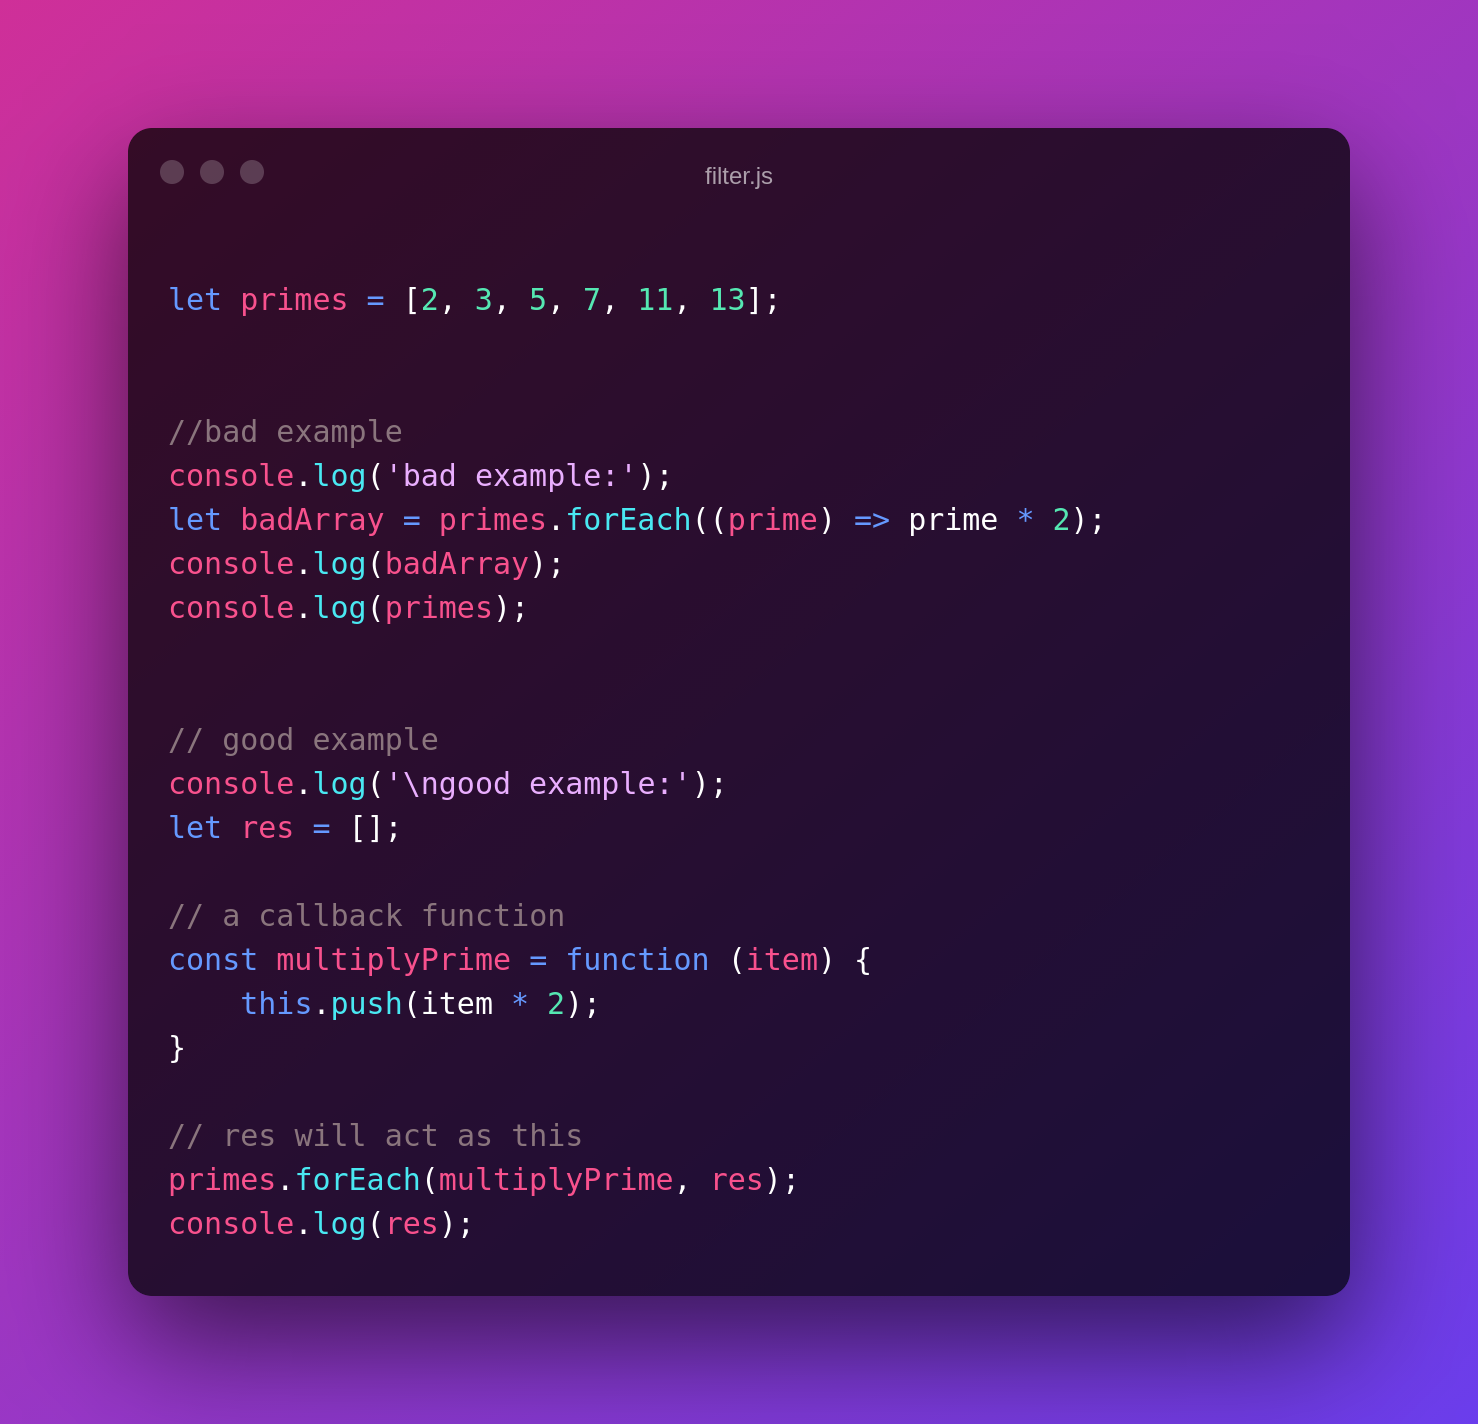 filter.js
let primes = [2, 3, 5, 7, 11, 13];
//bad example
console.log('bad example:');
let badArray = primes.forEach((prime) => prime * 2);
console.log(badArray);
console.log(primes);
// good example
console.log('\ngood example:');
let res = [];
// a callback function
const multiplyPrime = function (item) {
    this.push(item * 2);
}
// res will act as this
primes.forEach(multiplyPrime, res);
console.log(res);